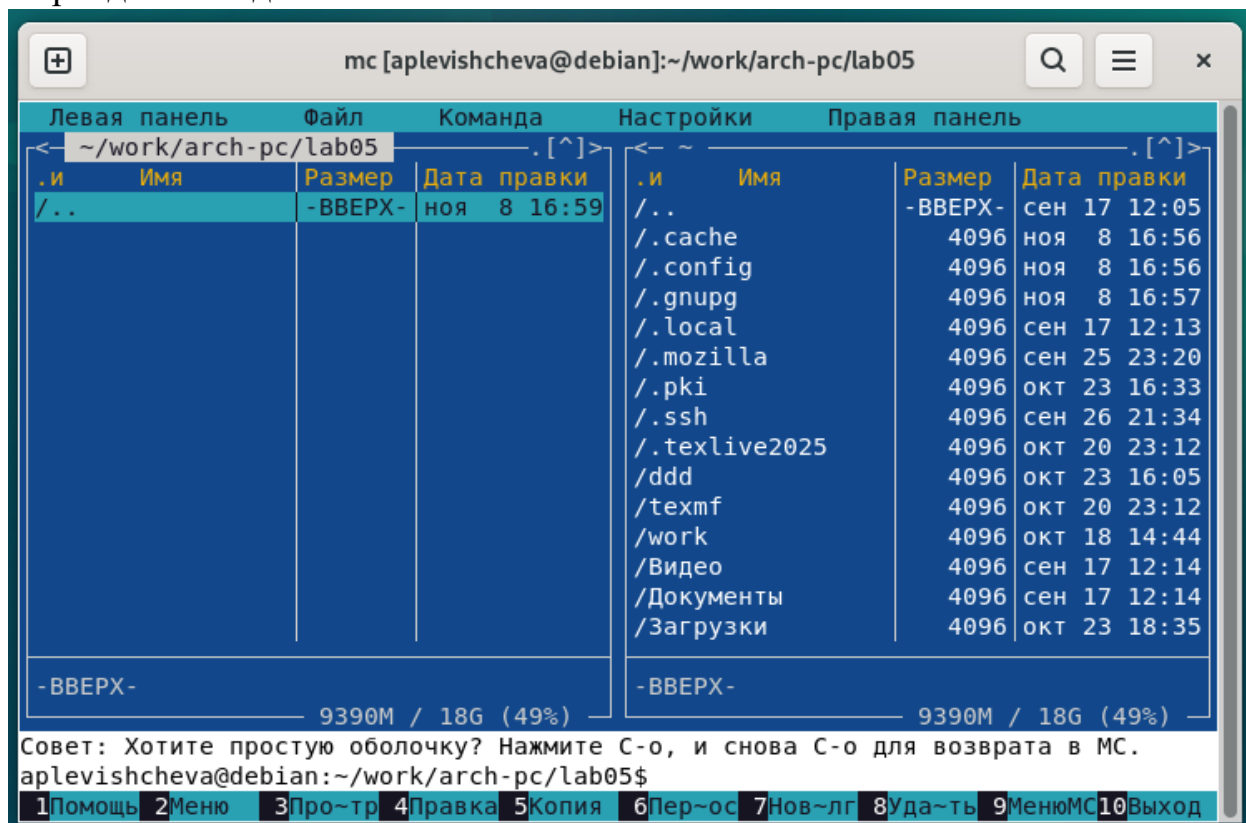 mc [aplevishcheva@debian]:~/work/arch-pc/lab05
Левая панель Файл Команда Настройки Правая панель
<— ~/work/arch-pc/lab05 .[^]> <— ~ .[^]>
.и Имя Размер Дата правки .и Имя Размер Дата правки
/.. -ВВЕРХ- ноя 8 16:59 /.. -ВВЕРХ- сен 17 12:05
/.cache 4096 ноя 8 16:56
/.config 4096 ноя 8 16:56
/.gnupg 4096 ноя 8 16:57
/.local 4096 сен 17 12:13
/.mozilla 4096 сен 25 23:20
/.pki 4096 окт 23 16:33
/.ssh 4096 сен 26 21:34
/.texlive2025 4096 окт 20 23:12
/ddd 4096 окт 23 16:05
/texmf 4096 окт 20 23:12
/work 4096 окт 18 14:44
/Видео 4096 сен 17 12:14
/Документы 4096 сен 17 12:14
/Загрузки 4096 окт 23 18:35
-ВВЕРХ- -ВВЕРХ-
9390M / 18G (49%) 9390M / 18G (49%)
Совет: Хотите простую оболочку? Нажмите C-o, и снова C-o для возврата в MC.
aplevishcheva@debian:~/work/arch-pc/lab05$
1Помощь 2Меню 3Про~тр 4Правка 5Копия 6Пер~ос 7Нов~лг 8Уда~ть 9МенюMC 10Выход